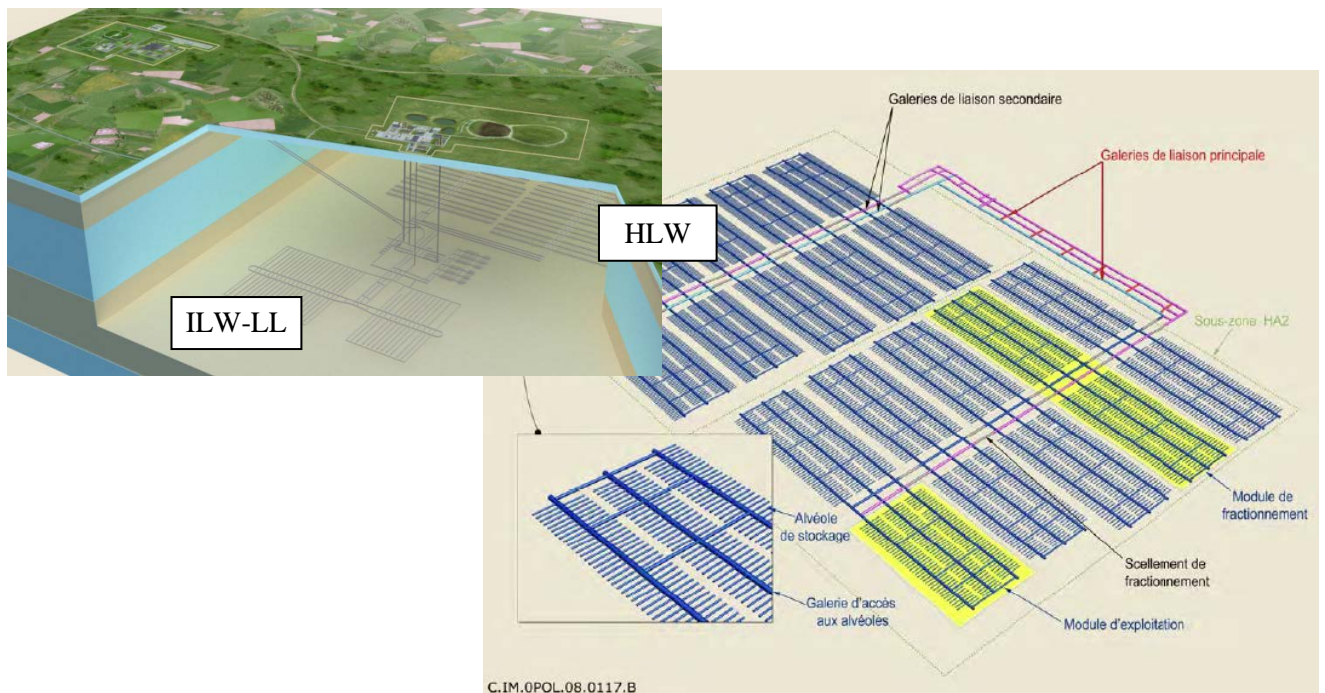 HLW
ILW-LL
Galeries de liaison secondaire
Galeries de liaison principale
Sous-zone HA2
Module de
fractionnement
Scellement de
fractionnement
Module d'exploitation
Alvéole
de stockage
Galerie d'accès
aux alvéoles
C.IM.0POL.08.0117.B